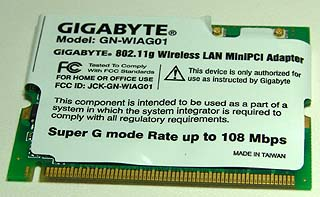 GIGABYTE
Model: GN-WIAG01
GIGABYTE 802.11g Wireless LAN MiniPCI Adapter
FC Tested To Comply
With FCC Standards
FOR HOME OR OFFICE USE
FCC ID: JCK-GN-WIAG01
This device is only authorized for
use as instructed by GIGABYTE.
This component is intended to be used as a part of a
system in which the system integrator is required to
comply with all regulatory requirements.
Super G mode Rate up to 108 Mbps
MADE IN TAIWAN